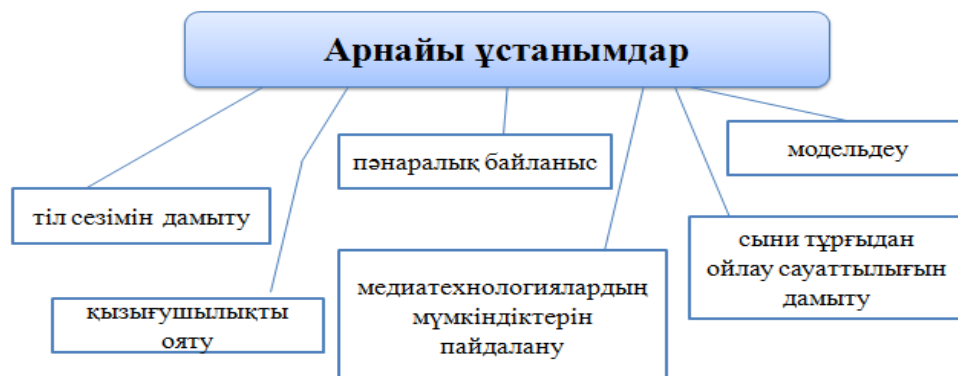 Арнайы ұстанымдар
пәнаралық байланыс
модельдеу
тіл сезімін дамыту
сыни тұрғыдан
ойлау сауаттылығын
дамыту
қызығушылықты
ояту
медиатехнологиялардың
мүмкіндіктерін
пайдалану